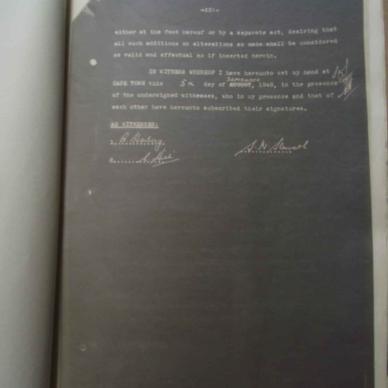 either at the foot hereof or by a separate act, desiring that
all such additions or alterations so made shall be considered
as valid and effectual as if inserted herein.
IN WITNESS WHEREOF I have hereunto set my hand at
CAPE TOWN this 5th day of AUGUST, in the presence
of the undersigned witnesses, who in my presence and that of
each other have hereunto subscribed their signatures.
AS WITNESSES:
1.
2.